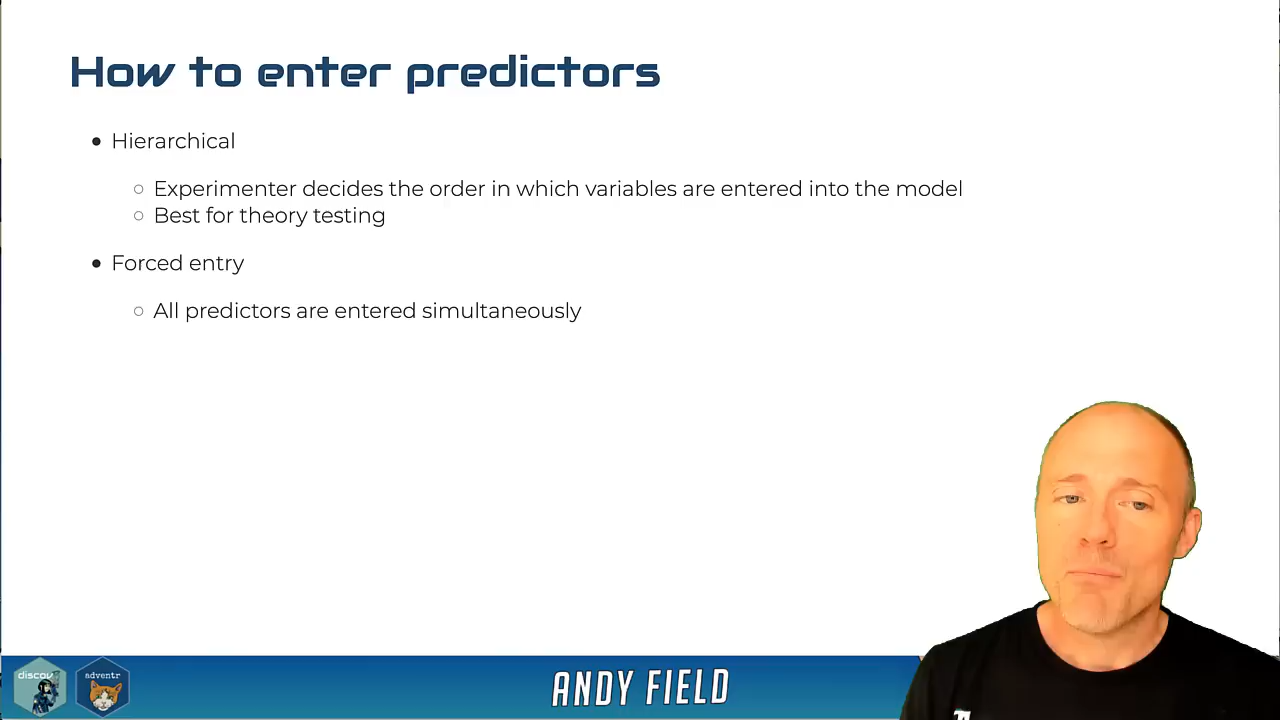 How to enter predictors
Hierarchical
Experimenter decides the order in which variables are entered into the model
Best for theory testing
Forced entry
All predictors are entered simultaneously
adventr
ANDY FIELD